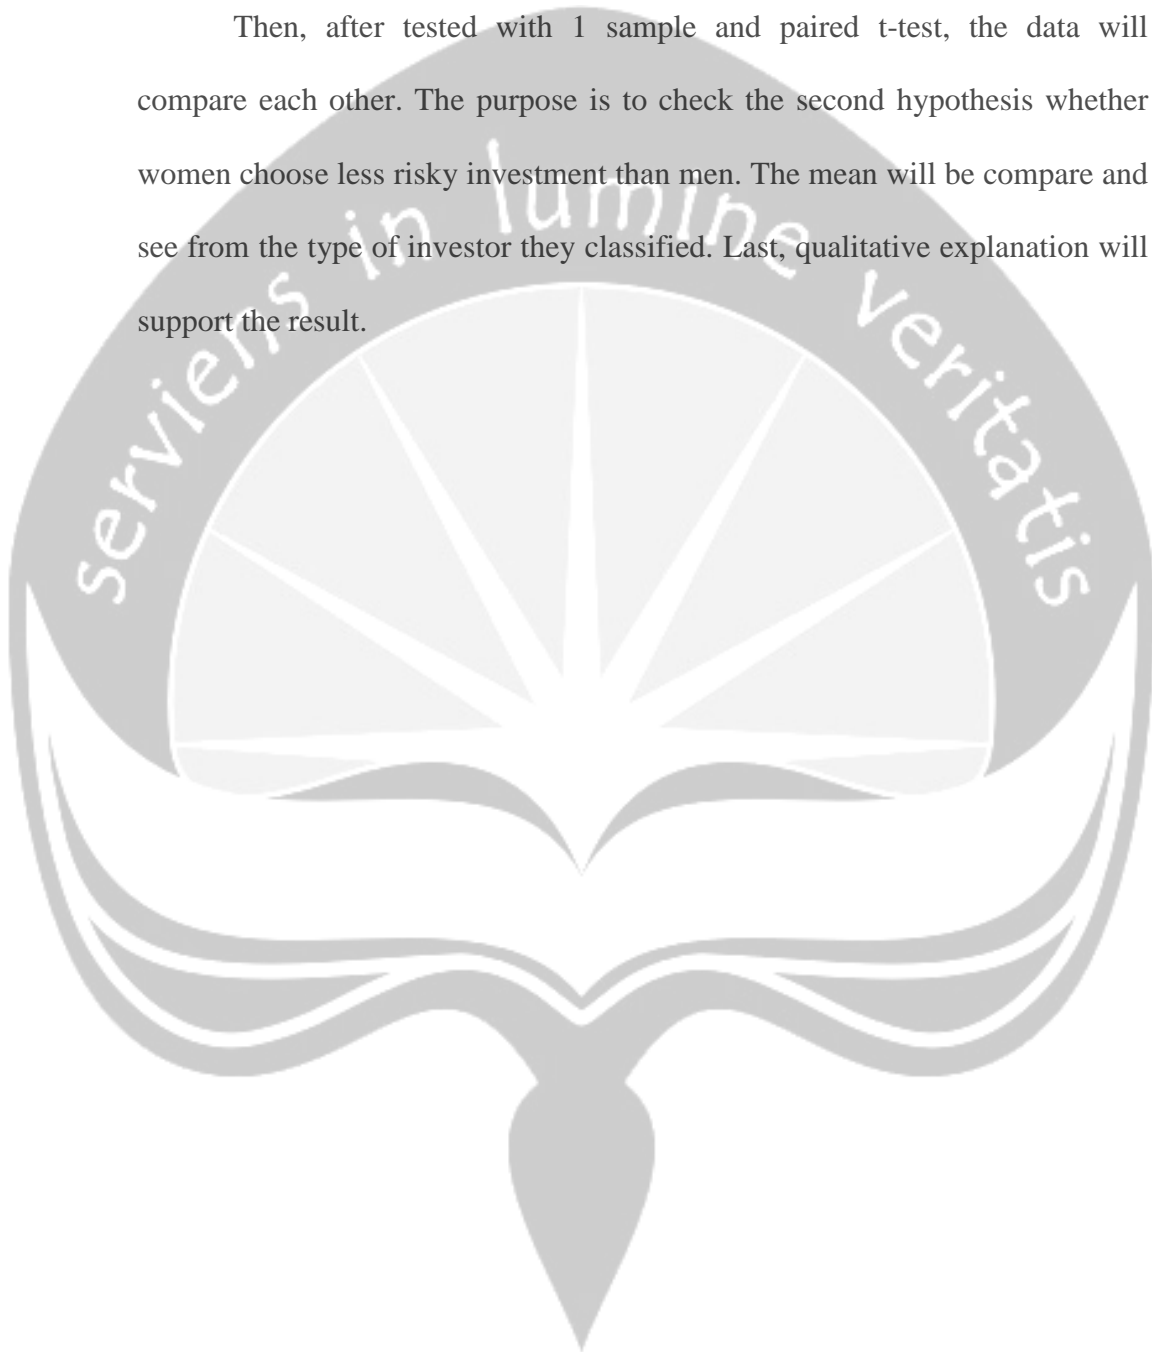 Then, after tested with 1 sample and paired t-test, the data will
compare each other. The purpose is to check the second hypothesis whether
women choose less risky investment than men. The mean will be compare and
see from the type of investor they classified. Last, qualitative explanation will
support the result.
serviens in lumine veritatis